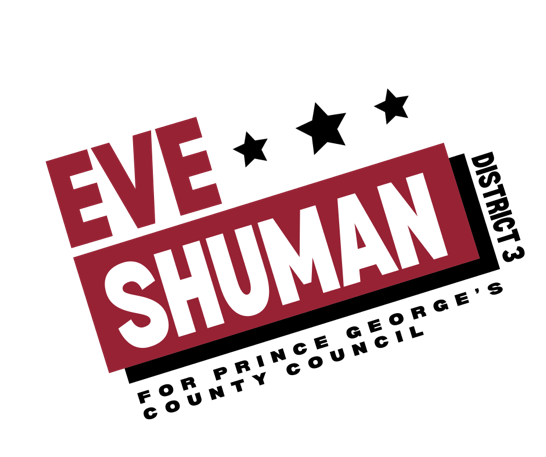 EVE
SHUMAN
DISTRICT 3
FOR PRINCE GEORGE'S
COUNTY COUNCIL